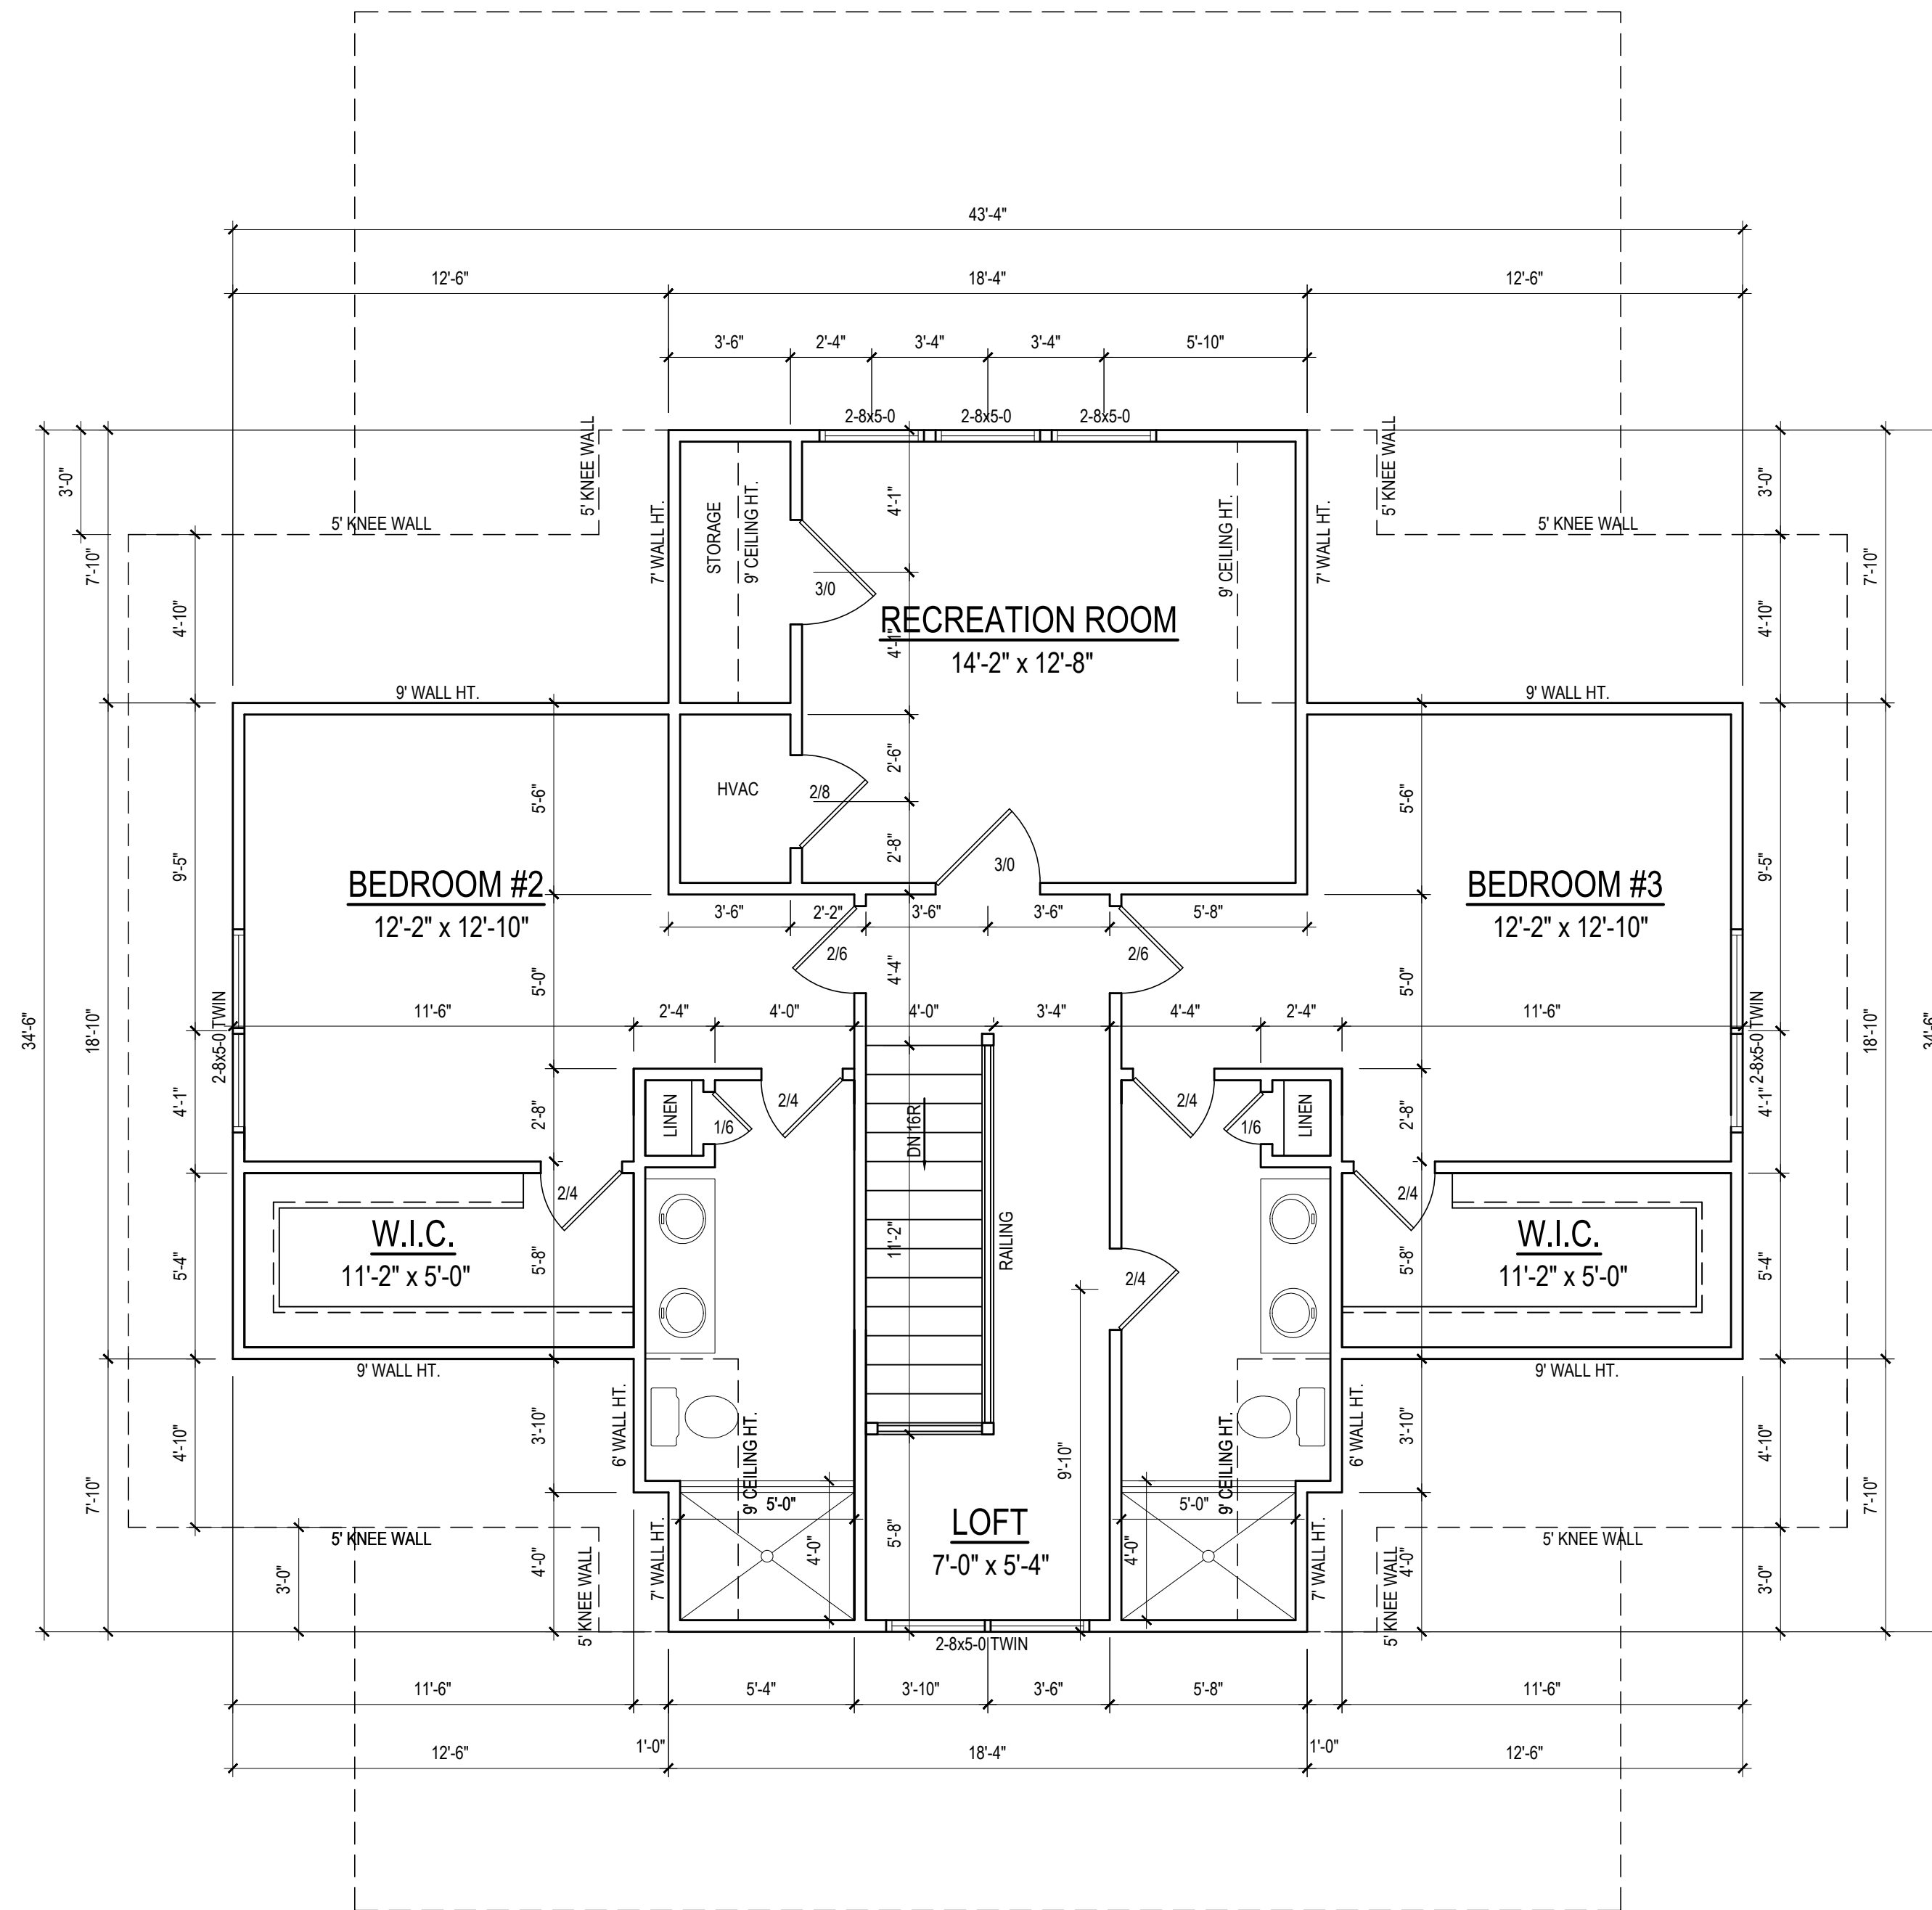 43'-4"
12'-6"
18'-4"
12'-6"
3'-6"
2'-4"
3'-4"
3'-4"
5'-10"
2-8x5-0
2-8x5-0
2-8x5-0
5' KNEE WALL
5' KNEE WALL
3'-0"
5' KNEE WALL
7' WALL HT.
STORAGE
9' CEILING HT.
4'-1"
9' CEILING HT.
7' WALL HT.
5' KNEE WALL
3'-0"
7'-10"
4'-10"
3/0
RECREATION ROOM
14'-2" x 12'-8"
4'-1"
4'-10"
7'-10"
9' WALL HT.
9' WALL HT.
5'-6"
HVAC
2/8
2'-6"
5'-6"
9'-5"
BEDROOM #2
12'-2" x 12'-10"
2'-8"
3/0
BEDROOM #3
12'-2" x 12'-10"
9'-5"
3'-6"
2'-2"
3'-6"
3'-6"
5'-8"
2/6
2/6
5'-0"
4'-4"
5'-0"
34'-6"
18'-10"
2-8x5-0 TWIN
11'-6"
2'-4"
4'-0"
4'-0"
3'-4"
4'-4"
2'-4"
11'-6"
2-8x5-0 TWIN
18'-10"
34'-6"
4'-1"
2'-8"
LINEN
1/6
2/4
DN 16R
2/4
1/6
LINEN
2'-8"
4'-1"
2/4
2/4
W.I.C.
11'-2" x 5'-0"
5'-4"
5'-8"
11'-2"
RAILING
2/4
5'-8"
W.I.C.
11'-2" x 5'-0"
5'-4"
9' WALL HT.
9' WALL HT.
6' WALL HT.
6' WALL HT.
4'-10"
3'-10"
9' CEILING HT.
9'-10"
9' CEILING HT.
3'-10"
4'-10"
7'-10"
7'-10"
5'-0"
5'-0"
5' KNEE WALL
LOFT
7'-0" x 5'-4"
5'-8"
5' KNEE WALL
3'-0"
4'-0"
5' KNEE WALL
7' WALL HT.
4'-0"
4'-0"
7' WALL HT.
5' KNEE WALL
4'-0"
3'-0"
2-8x5-0 TWIN
11'-6"
5'-4"
3'-10"
3'-6"
5'-8"
11'-6"
12'-6"
1'-0"
18'-4"
1'-0"
12'-6"